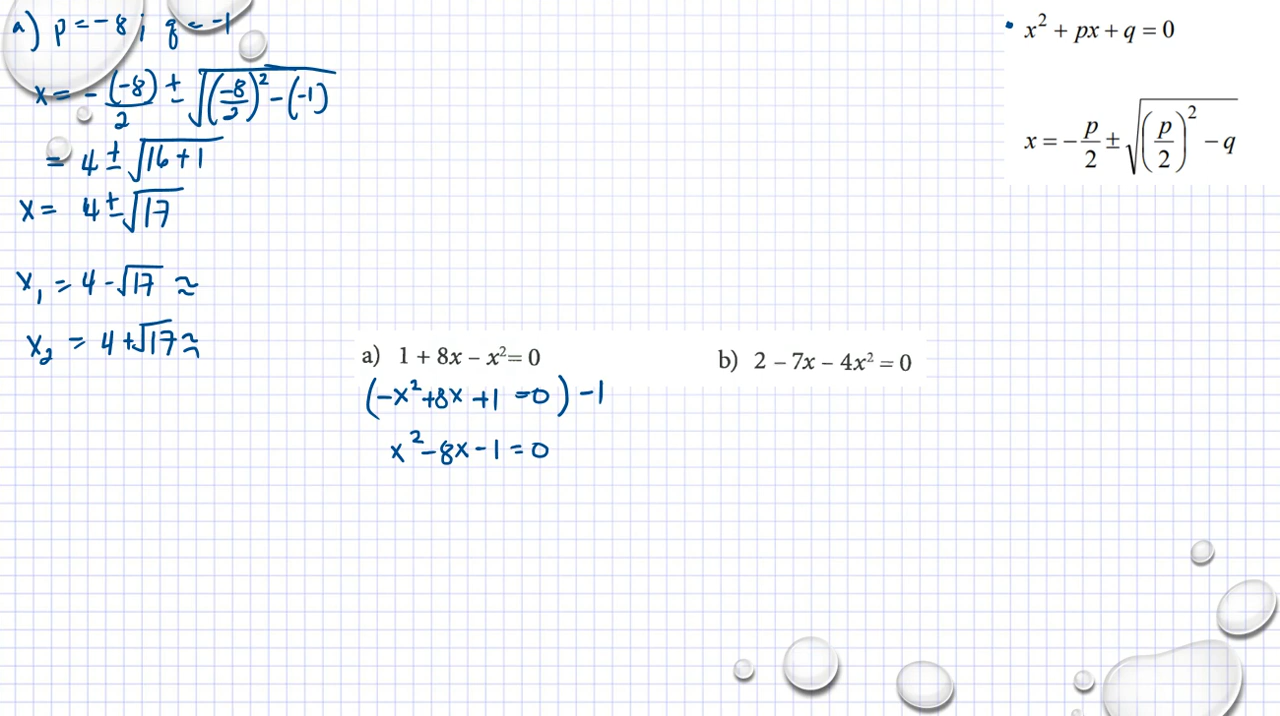 a) p = -8 ; q = -1
x = - (-8)/2 ± √((-8/2)² - (-1))
= 4 ± √16 + 1
x = 4 ± √17
x₁ = 4 - √17 ≈
x₂ = 4 + √17 ≈
a) 1 + 8x − x² = 0
(-x² + 8x + 1 = 0) - 1
x² - 8x - 1 = 0
b) 2 − 7x − 4x² = 0
• x² + px + q = 0
x = − p/2 ± √((p/2)² − q)